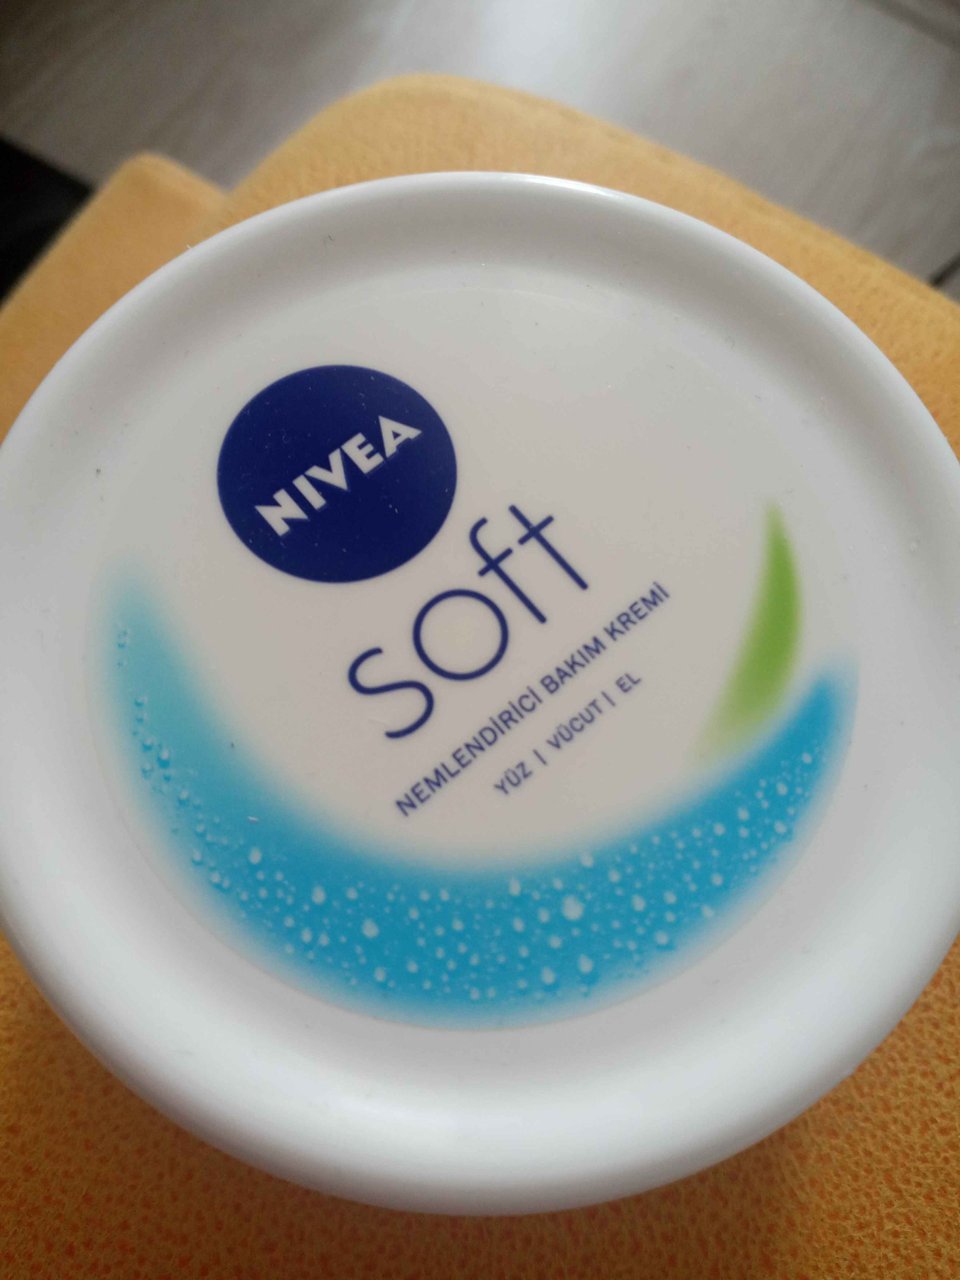 NIVEA
soft
NEMLENDİRİCİ BAKIM KREMİ
YÜZ | VÜCUT | EL